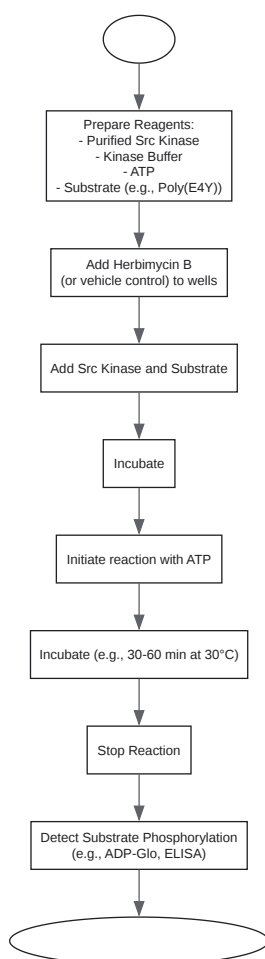 Prepare Reagents:
- Purified Src Kinase
- Kinase Buffer
- ATP
- Substrate (e.g., Poly(E4Y))
Add Herbimycin B
(or vehicle control) to wells
Add Src Kinase and Substrate
Incubate
Initiate reaction with ATP
Incubate (e.g., 30-60 min at 30°C)
Stop Reaction
Detect Substrate Phosphorylation
(e.g., ADP-Glo, ELISA)